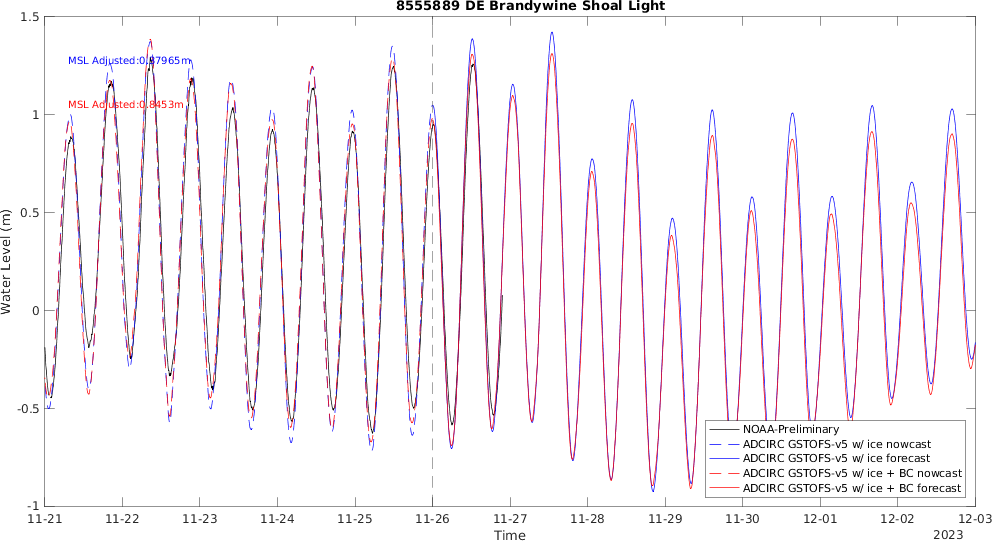 8555889 DE Brandywine Shoal Light
1.5
1
0.5
0
-0.5
-1
Water Level (m)
MSL Adjusted:0.87965m
MSL Adjusted:0.8453m
NOAA-Preliminary
ADCIRC GSTOFS-v5 w/ ice nowcast
ADCIRC GSTOFS-v5 w/ ice forecast
ADCIRC GSTOFS-v5 w/ ice + BC nowcast
ADCIRC GSTOFS-v5 w/ ice + BC forecast
11-21 11-22 11-23 11-24 11-25 11-26 11-27 11-28 11-29 11-30 12-01 12-02 12-03
Time
2023